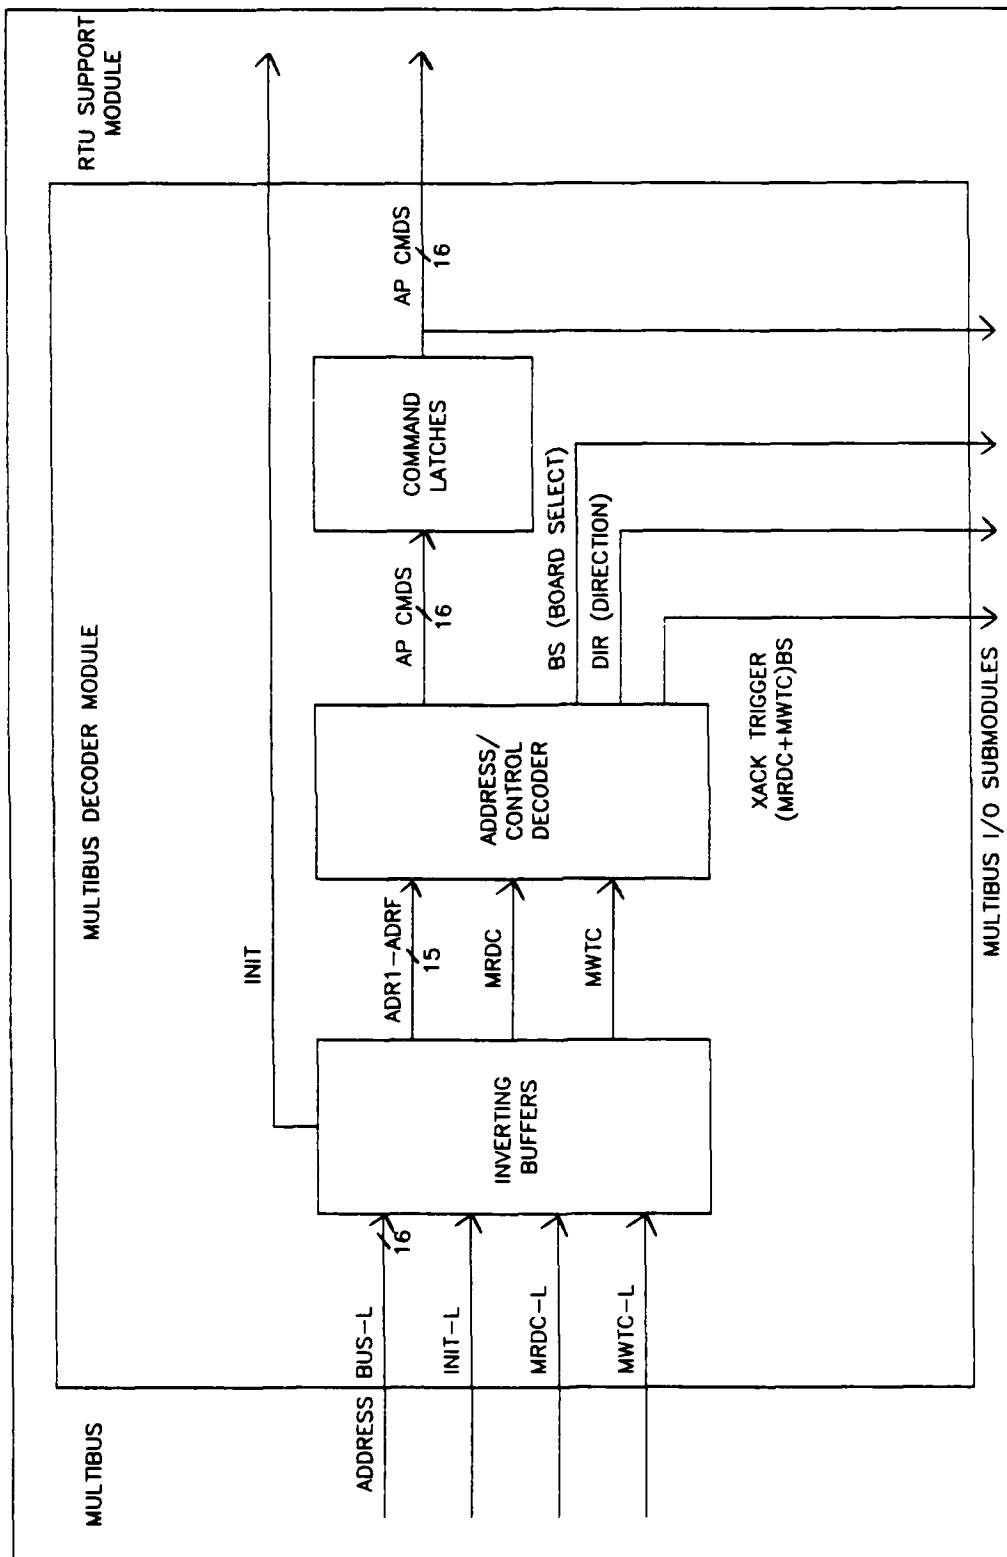 MULTIBUS
MULTIBUS DECODER MODULE
RTU SUPPORT
MODULE
INIT
ADDRESS BUS-L
16
INIT-L
MRDC-L
MWTC-L
INVERTING
BUFFERS
ADR1-ADRF
15
MRDC
MWTC
ADDRESS/
CONTROL
DECODER
AP CMDS
16
COMMAND
LATCHES
AP CMDS
16
BS (BOARD SELECT)
DIR (DIRECTION)
XACK TRIGGER
(MRDC+MWTC)BS
MULTIBUS I/O SUBMODULES